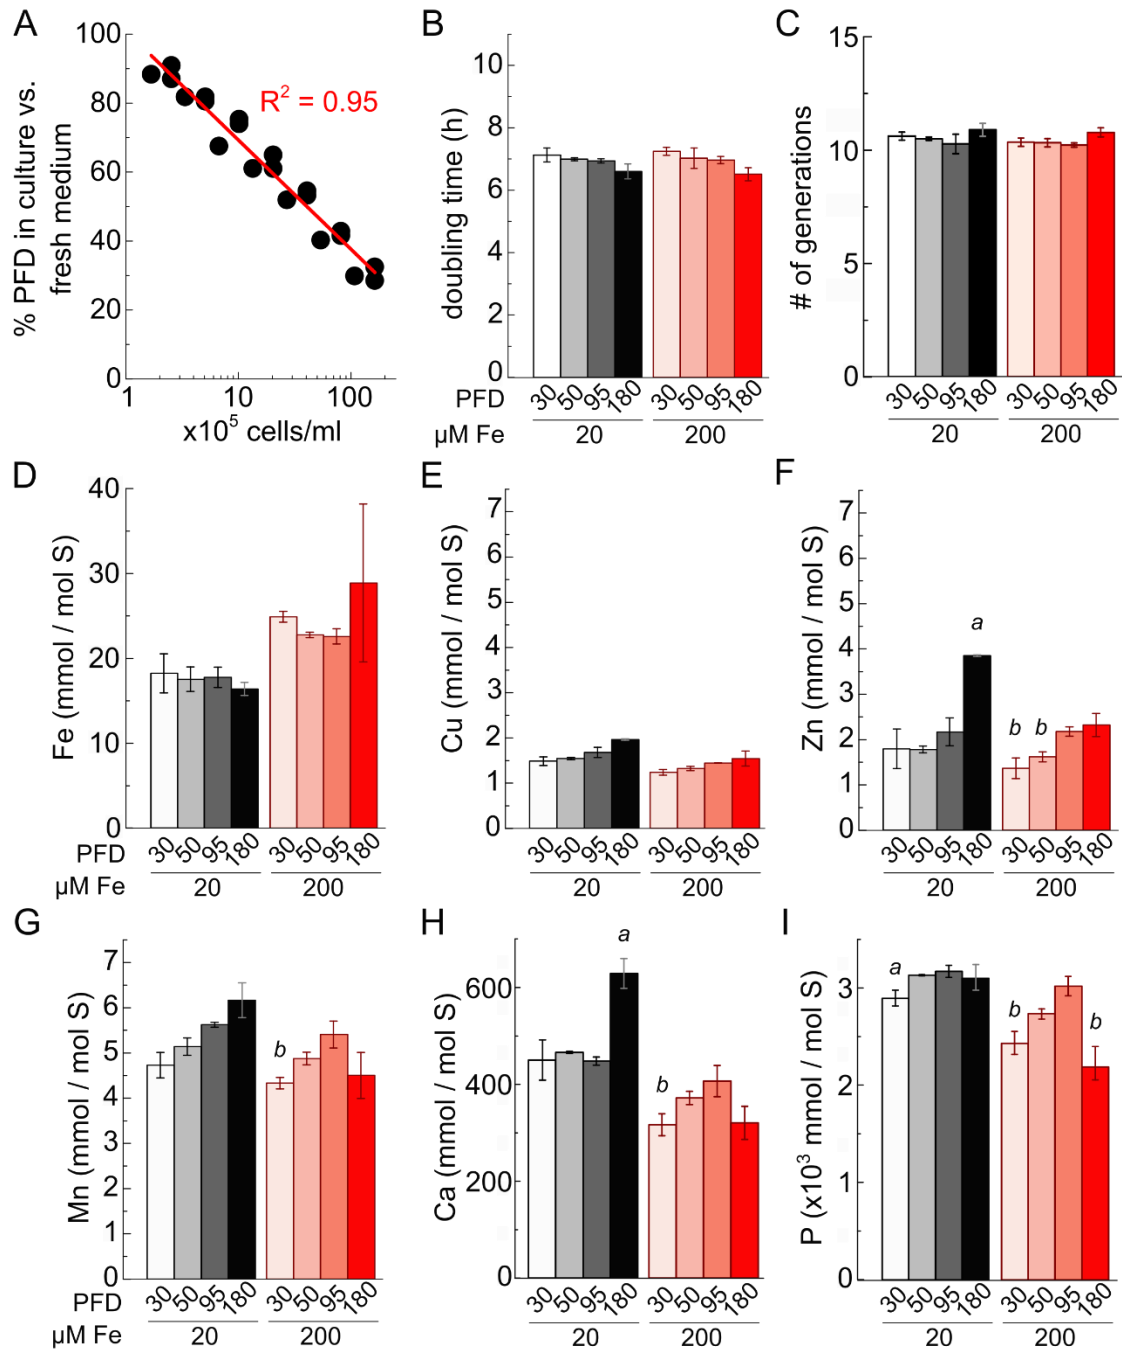 A
% PFD in culture vs.
fresh medium
100
80
60
40
20
0
R² = 0.95
1 10 100
x10⁵ cells/ml
B
doubling time (h)
10
8
6
4
2
0
PFD 30 50 95 180 30 50 95 180
µM Fe 20 200
C
# of generations
15
10
5
0
30 50 95 180 30 50 95 180
20 200
D
Fe (mmol / mol S)
40
30
20
10
0
PFD 30 50 95 180 30 50 95 180
µM Fe 20 200
E
Cu (mmol / mol S)
7
6
5
4
3
2
1
0
30 50 95 180 30 50 95 180
20 200
F
Zn (mmol / mol S)
7
6
5
4
3
2
1
0
a
b b
30 50 95 180 30 50 95 180
20 200
G
Mn (mmol / mol S)
7
6
5
4
3
2
1
0
b
PFD 30 50 95 180 30 50 95 180
µM Fe 20 200
H
Ca (mmol / mol S)
600
400
200
0
a
b
30 50 95 180 30 50 95 180
20 200
I
P (x10³ mmol / mol S)
3
2
1
0
a
b b
30 50 95 180 30 50 95 180
20 200